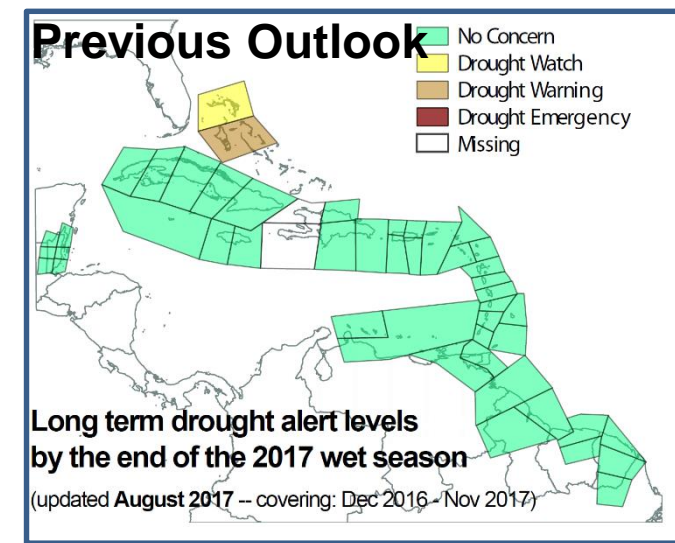 Previous Outlook
No Concern
Drought Watch
Drought Warning
Drought Emergency
Missing
Long term drought alert levels
by the end of the 2017 wet season
(updated August 2017 -- covering: Dec 2016 - Nov 2017)